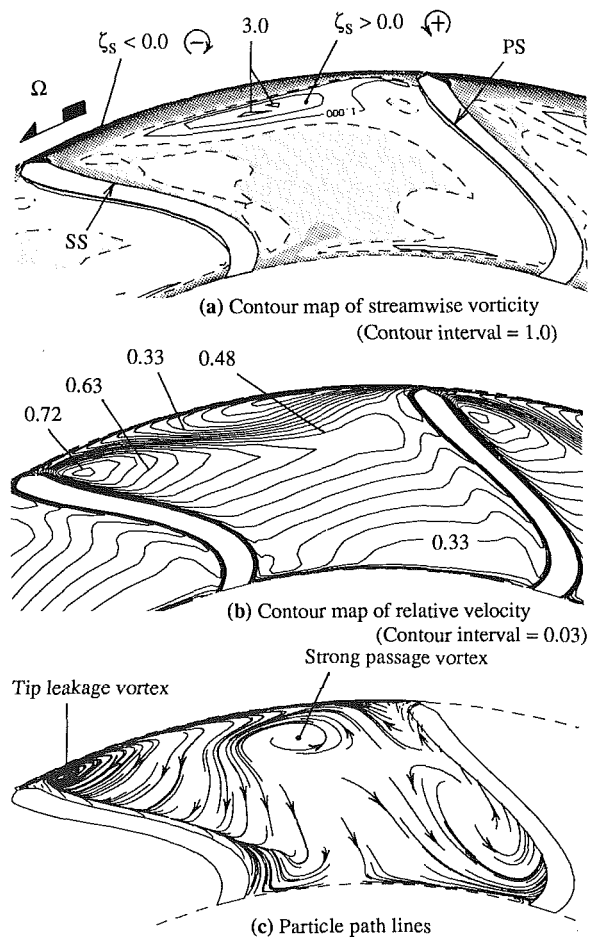 ζs < 0.0 (−) 3.0 ζs > 0.0 (+)
PS
Ω
1.000
SS
(a) Contour map of streamwise vorticity
(Contour interval = 1.0)
0.33 0.48
0.63
0.72
0.33
(b) Contour map of relative velocity
(Contour interval = 0.03)
Strong passage vortex
Tip leakage vortex
(c) Particle path lines